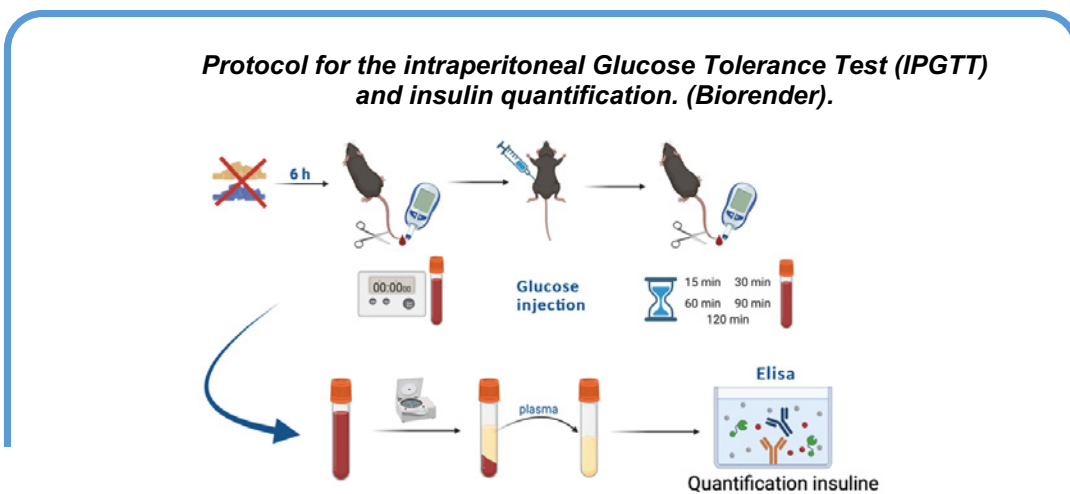 Protocol for the intraperitoneal Glucose Tolerance Test (IPGTT)
and insulin quantification. (Biorender).
6 h
00:0000
Glucose
injection
15 min 30 min
60 min 90 min
120 min
plasma
Elisa
Quantification insuline